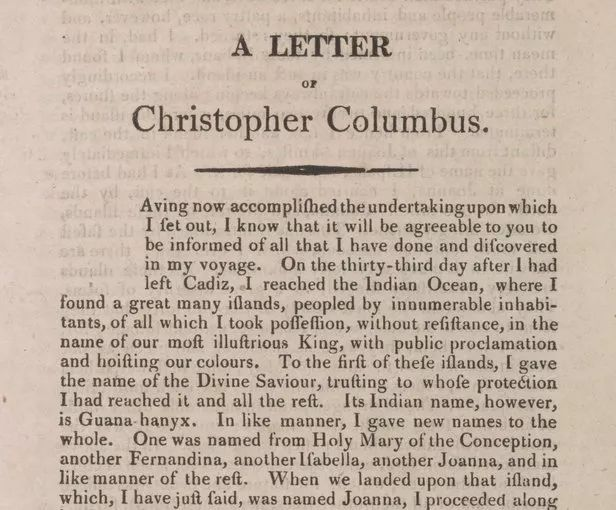 A LETTER
OF
Christopher Columbus.
Aving now accompliſhed the undertaking upon which
I ſet out, I know that it will be agreeable to you to
be informed of all that I have done and diſcovered
in my voyage. On the thirty-third day after I had
left Cadiz, I reached the Indian Ocean, where I
found a great many iſlands, peopled by innumerable inhabi-
tants, of all which I took poſſeſſion, without reſiſtance, in the
name of our moſt illuſtrious King, with public proclamation
and hoiſting our colours. To the firſt of theſe iſlands, I gave
the name of the Divine Saviour, truſting to whoſe protection
I had reached it and all the reſt. Its Indian name, however,
is Guana-hanyx. In like manner, I gave new names to the
whole. One was named from Holy Mary of the Conception,
another Fernandina, another Iſabella, another Joanna, and in
like manner of the reſt. When we landed upon that iſland,
which, I have juſt ſaid, was named Joanna, I proceeded along